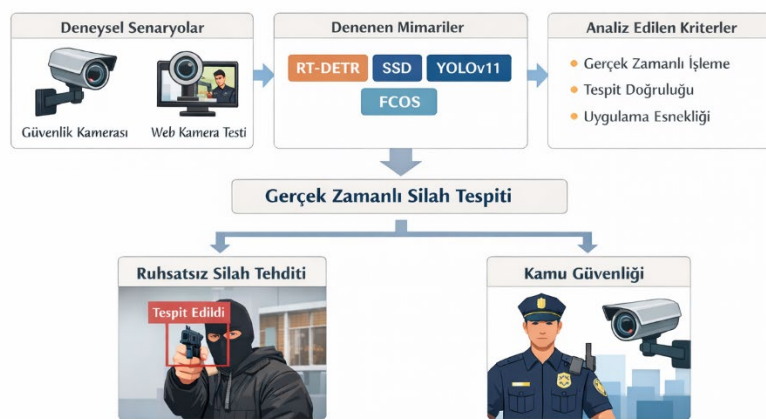 Deneysel Senaryolar
Güvenlik Kamerası
Web Kamera Testi
Denenen Mimariler
RT-DETR
SSD
YOLOv11
FCOS
Analiz Edilen Kriterler
Gerçek Zamanlı İşleme
Tespit Doğruluğu
Uygulama Esnekliği
Gerçek Zamanlı Silah Tespiti
Ruhsatsız Silah Tehditi
Tespit Edildi
Kamu Güvenliği